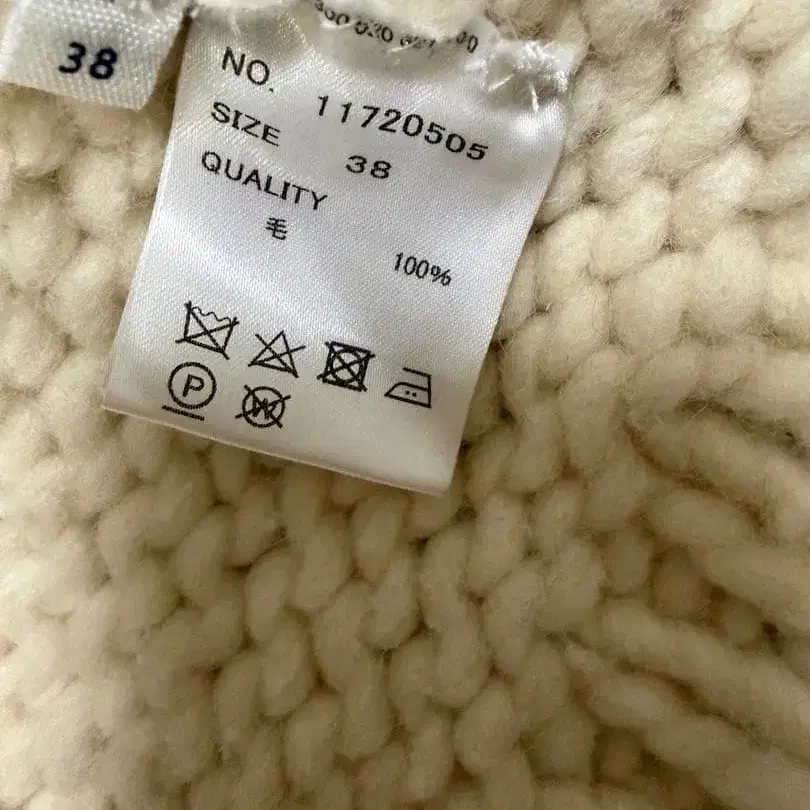 38
NO. 11720505
SIZE 38
QUALITY
毛 100%
P
W